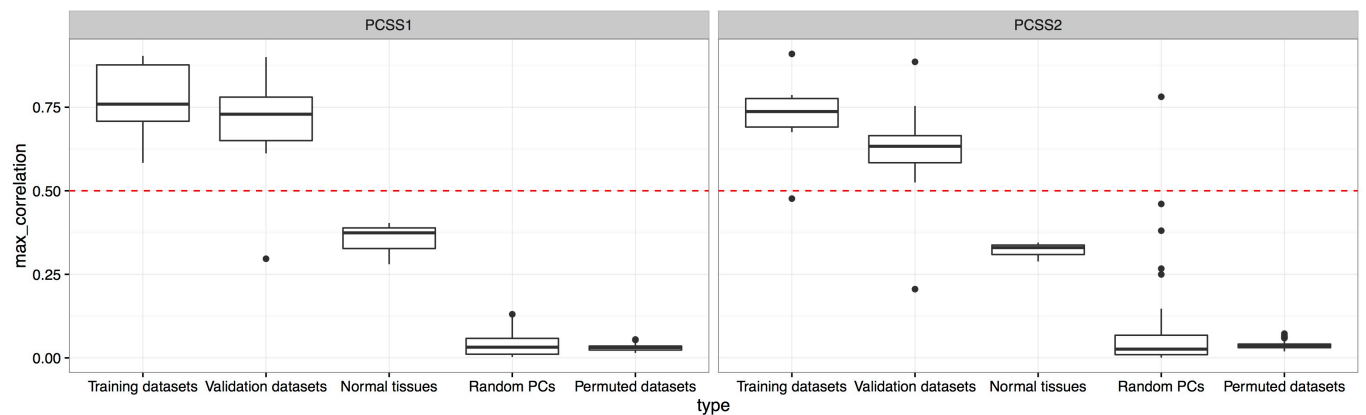 PCSS1 PCSS2
max_correlation
0.75
0.50
0.25
0.00
Training datasets Validation datasets Normal tissues Random PCs Permuted datasets Training datasets Validation datasets Normal tissues Random PCs Permuted datasets
type